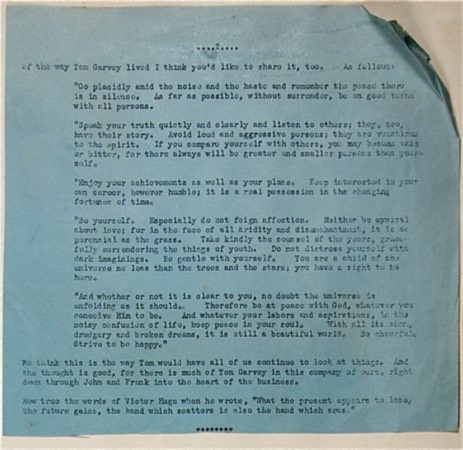 ....2....
of the way Tom Garvey lived I think you'd like to share it, too. As follows:
"Go placidly amid the noise and the haste and remember the peace there
is in silence. As far as possible, without surrender, be on good terms
with all persons.
"Speak your truth quietly and clearly and listen to others; they, too,
have their story. Avoid loud and aggressive persons; they are vexatious
to the spirit. If you compare yourself with others, you may become vain
or bitter, for there always will be greater and smaller persons than your-
self.
"Enjoy your achievements as well as your plans. Keep interested in your
own career, however humble; it is a real possession in the changing
fortunes of time.
"Be yourself. Especially do not feign affection. Neither be cynical
about love; for in the face of all aridity and disenchantment, it is as
perennial as the grass. Take kindly the counsel of the years, grace-
fully surrendering the things of youth. Do not distress yourself with
dark imaginings. Be gentle with yourself. You are a child of the
universe no less than the trees and the stars; you have a right to be
here.
"And whether or not it is clear to you, no doubt the universe is
unfolding as it should. Therefore be at peace with God, whatever you
conceive Him to be. And whatever your labors and aspirations, in the
noisy confusion of life, keep peace in your soul. With all its sham,
drudgery and broken dreams, it is still a beautiful world. Be cheerful.
Strive to be happy."
We think this is the way Tom would have all of us continue to look at things. And
the thought is good, for there is much of Tom Garvey in this company of ours, right
down through John and Frank into the heart of the business.
How true the words of Victor Hugo when he wrote, "What the present appears to lose,
the future gains, the hand which scatters is also the hand which sows."
********